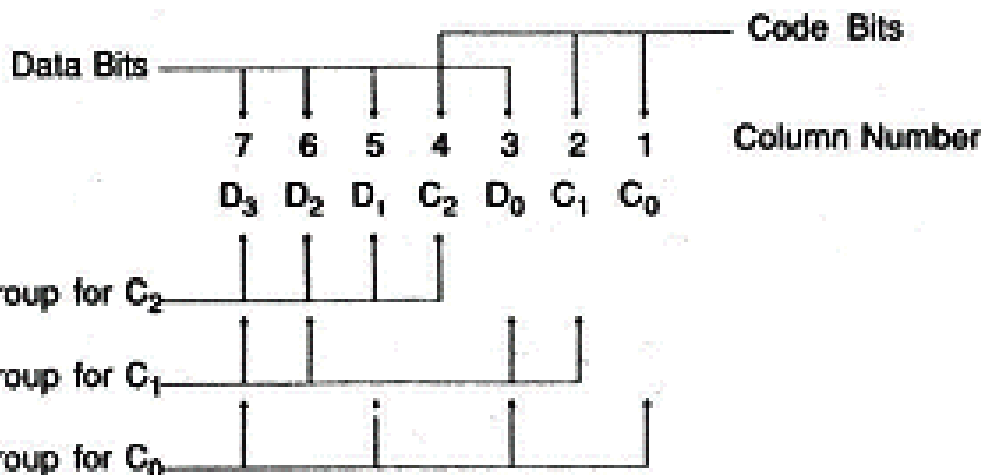 Code Bits
Data Bits
7 6 5 4 3 2 1 Column Number
D₃ D₂ D₁ C₂ D₀ C₁ C₀
roup for C₂
roup for C₁
roup for C₀